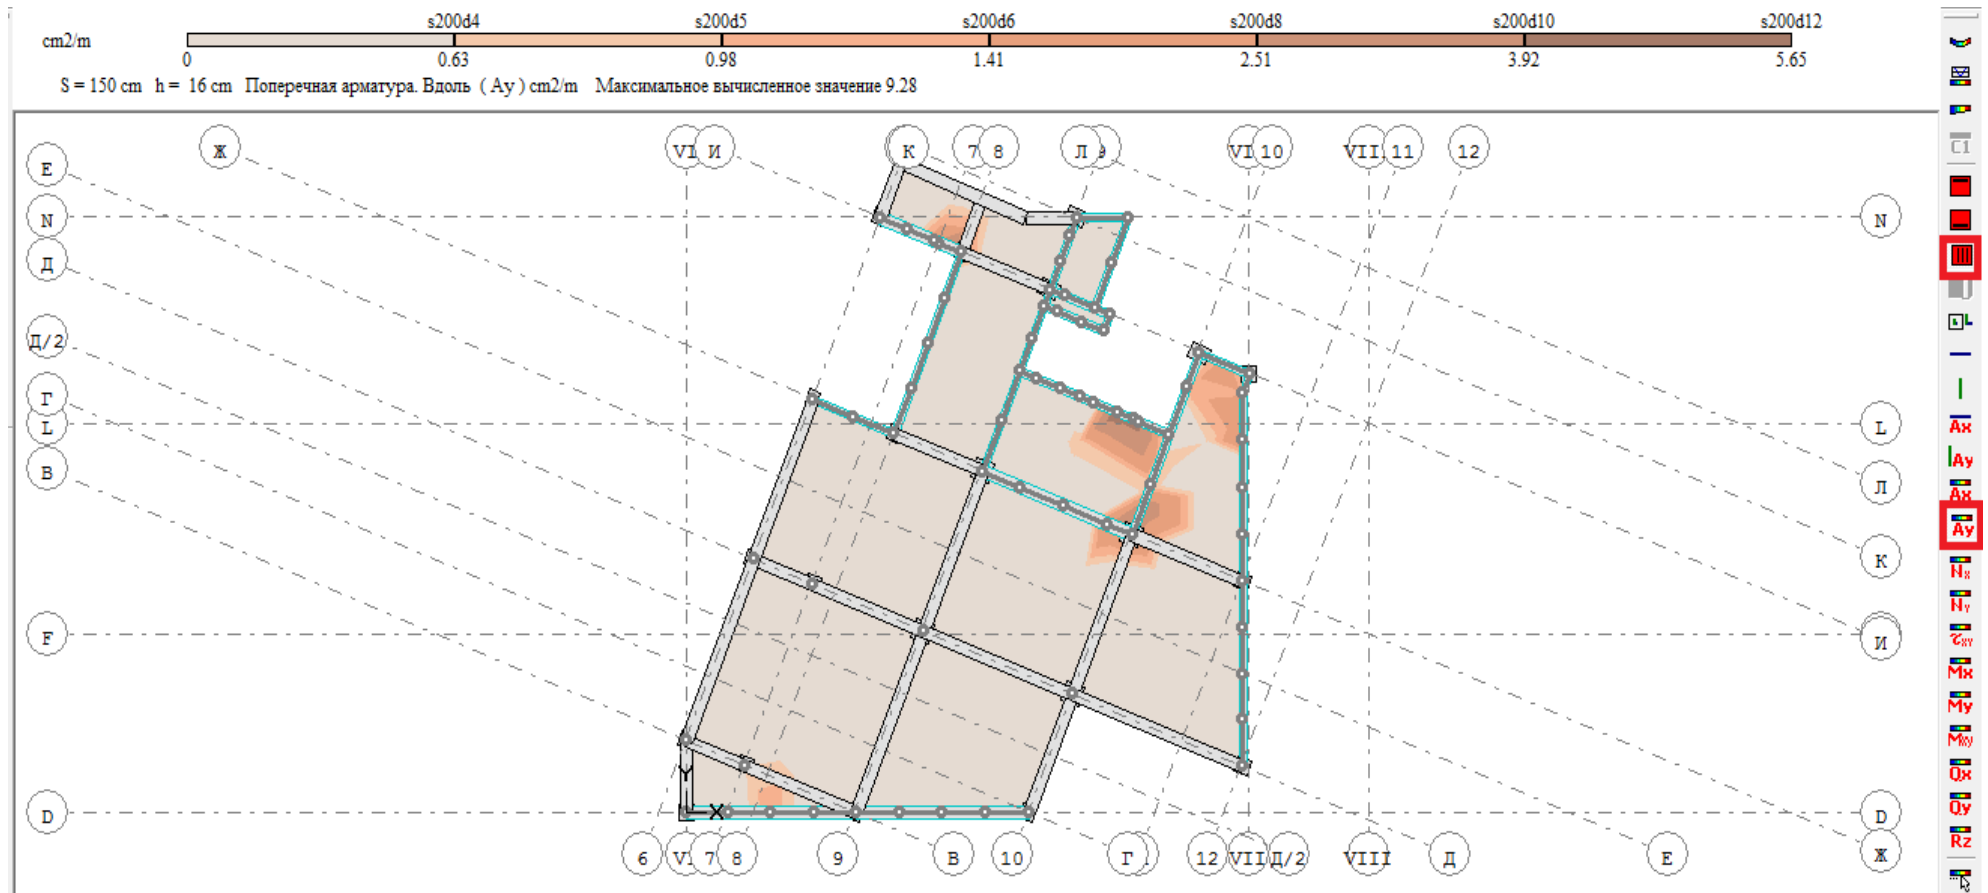 s200d4 s200d5 s200d6 s200d8 s200d10 s200d12
cm2/m
0 0.63 0.98 1.41 2.51 3.92 5.65
S = 150 cm h = 16 cm Поперечная арматура. Вдоль ( Ay ) cm2/m Максимальное вычисленное значение 9.28
Ж VI И К 7 8 Л 9 VI 10 VII 11 12
Е
N N
Д
Д/2
Г
L L
В
Л
К
F
И
D D
Ж
Y
X
6 VI 7 8 9 В 10 Г 12 VII Д/2 VIII Д Е
C1
L
Ax
Ay
Ax
Ay
Nx
Ny
τxy
Mx
My
Mxy
Qx
Qy
Rz